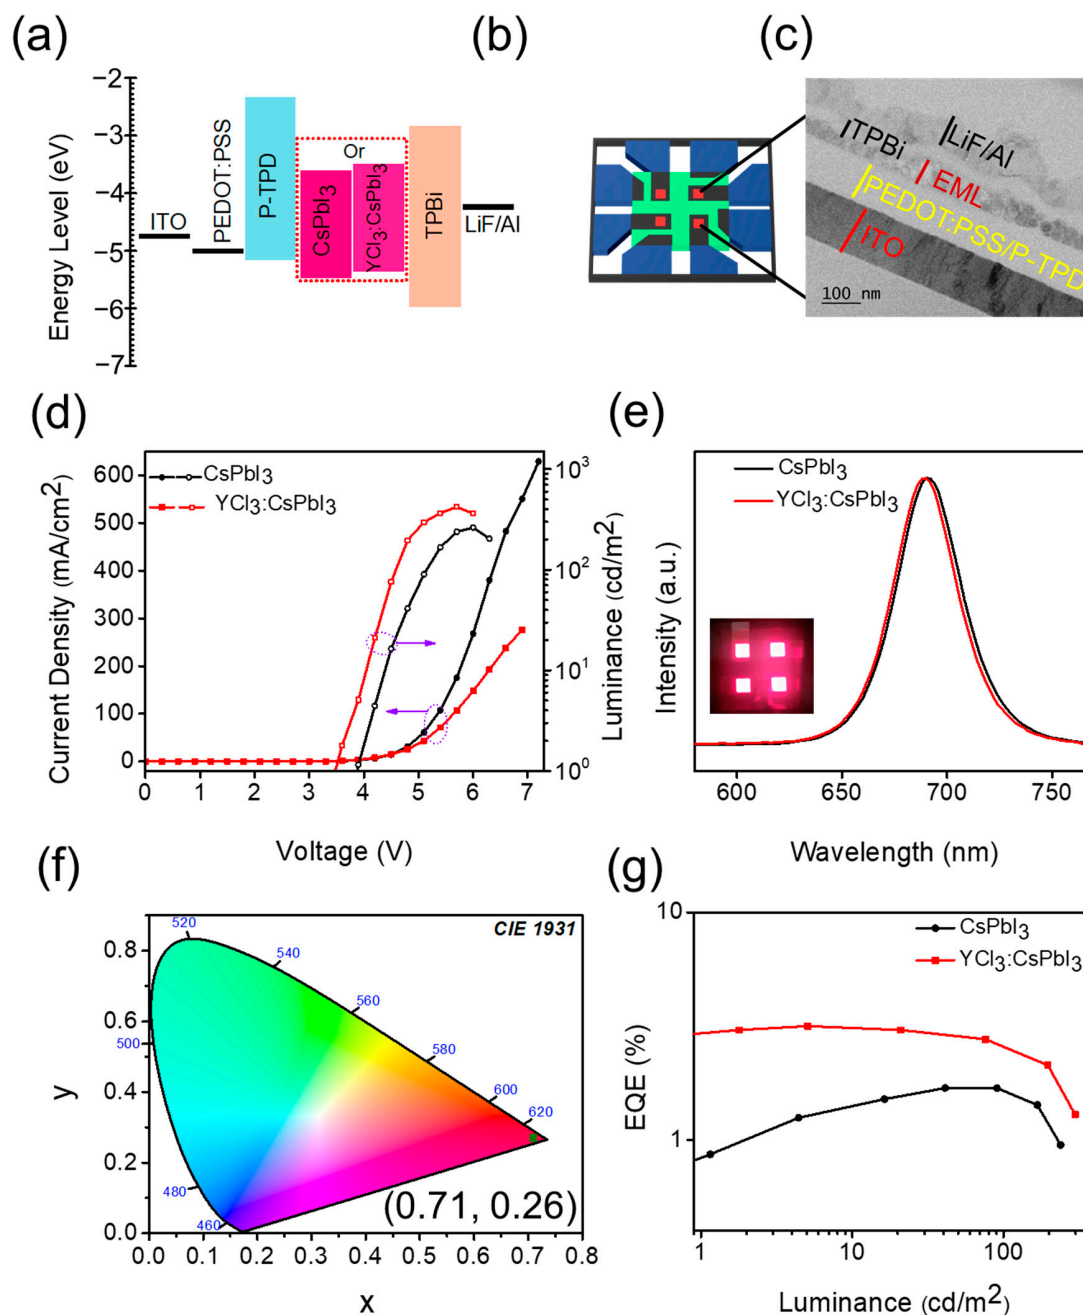 (a)
(b)
(c)
Energy Level (eV)
−2
−3
−4
−5
−6
−7
ITO
PEDOT:PSS
P-TPD
Or
CsPbI3
YCl3:CsPbI3
TPBi
LiF/Al
TPBi
LiF/Al
EML
PEDOT:PSS/P-TPD
ITO
100 nm
(d)
Current Density (mA/cm2)
600
500
400
300
200
100
0
CsPbI3
YCl3:CsPbI3
10^3
10^2
10^1
10^0
Luminance (cd/m2)
0 1 2 3 4 5 6 7
Voltage (V)
(e)
Intensity (a.u.)
CsPbI3
YCl3:CsPbI3
600 650 700 750
Wavelength (nm)
(f)
CIE 1931
y
0.8
0.6
0.4
0.2
0.0
520
540
560
500
580
600
620
480
460
(0.71, 0.26)
0.0 0.1 0.2 0.3 0.4 0.5 0.6 0.7 0.8
x
(g)
EQE (%)
10
1
CsPbI3
YCl3:CsPbI3
1 10 100
Luminance (cd/m2)